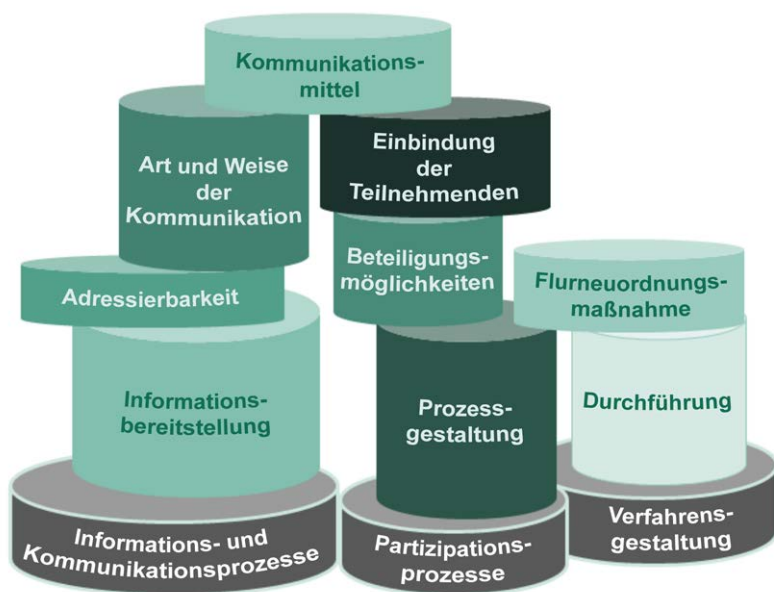 Kommunikations-
mittel
Art und Weise
der
Kommunikation
Einbindung
der
Teilnehmenden
Adressierbarkeit
Beteiligungs-
möglichkeiten
Flurneuordnungs-
maßnahme
Informations-
bereitstellung
Prozess-
gestaltung
Durchführung
Informations- und
Kommunikationsprozesse
Partizipations-
prozesse
Verfahrens-
gestaltung